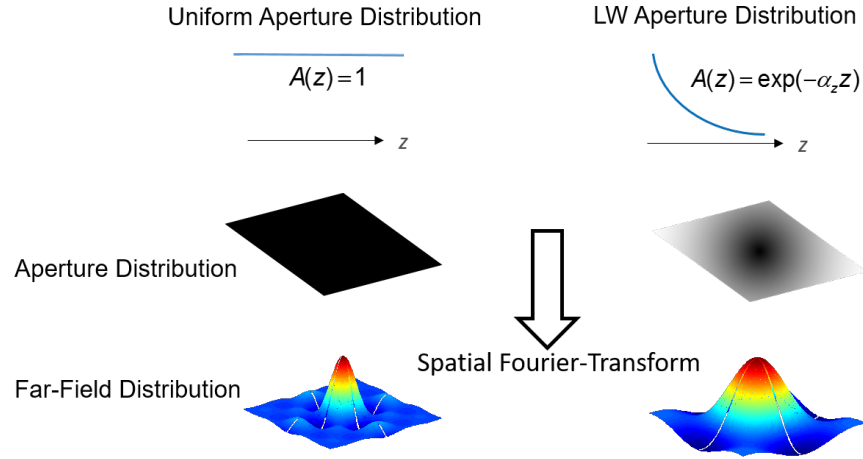 Uniform Aperture Distribution
LW Aperture Distribution
A(z) = 1
A(z) = exp(−α_z z)
z
z
Aperture Distribution
Spatial Fourier-Transform
Far-Field Distribution